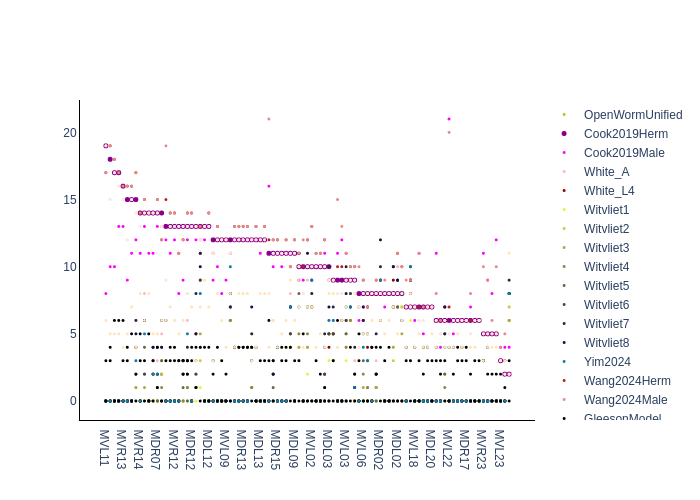 20
15
10
5
0
MVL11
MVR13
MVR14
MDR07
MVR12
MDR12
MDL12
MVL09
MDR13
MDL13
MDR15
MDL09
MVL02
MDL03
MVL03
MVL06
MDR02
MDL02
MVL18
MDL20
MVL22
MDR17
MVR23
MVL23
OpenWormUnified
Cook2019Herm
Cook2019Male
White_A
White_L4
Witvliet1
Witvliet2
Witvliet3
Witvliet4
Witvliet5
Witvliet6
Witvliet7
Witvliet8
Yim2024
Wang2024Herm
Wang2024Male
GleesonModel